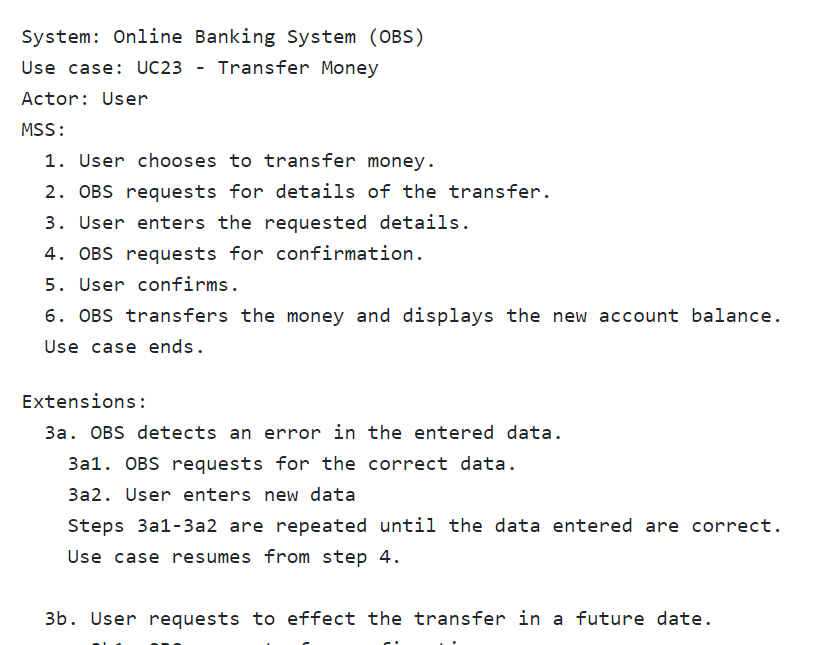 System: Online Banking System (OBS)
Use case: UC23 - Transfer Money
Actor: User
MSS:
1. User chooses to transfer money.
2. OBS requests for details of the transfer.
3. User enters the requested details.
4. OBS requests for confirmation.
5. User confirms.
6. OBS transfers the money and displays the new account balance.
Use case ends.
Extensions:
3a. OBS detects an error in the entered data.
3a1. OBS requests for the correct data.
3a2. User enters new data
Steps 3a1-3a2 are repeated until the data entered are correct.
Use case resumes from step 4.
3b. User requests to effect the transfer in a future date.